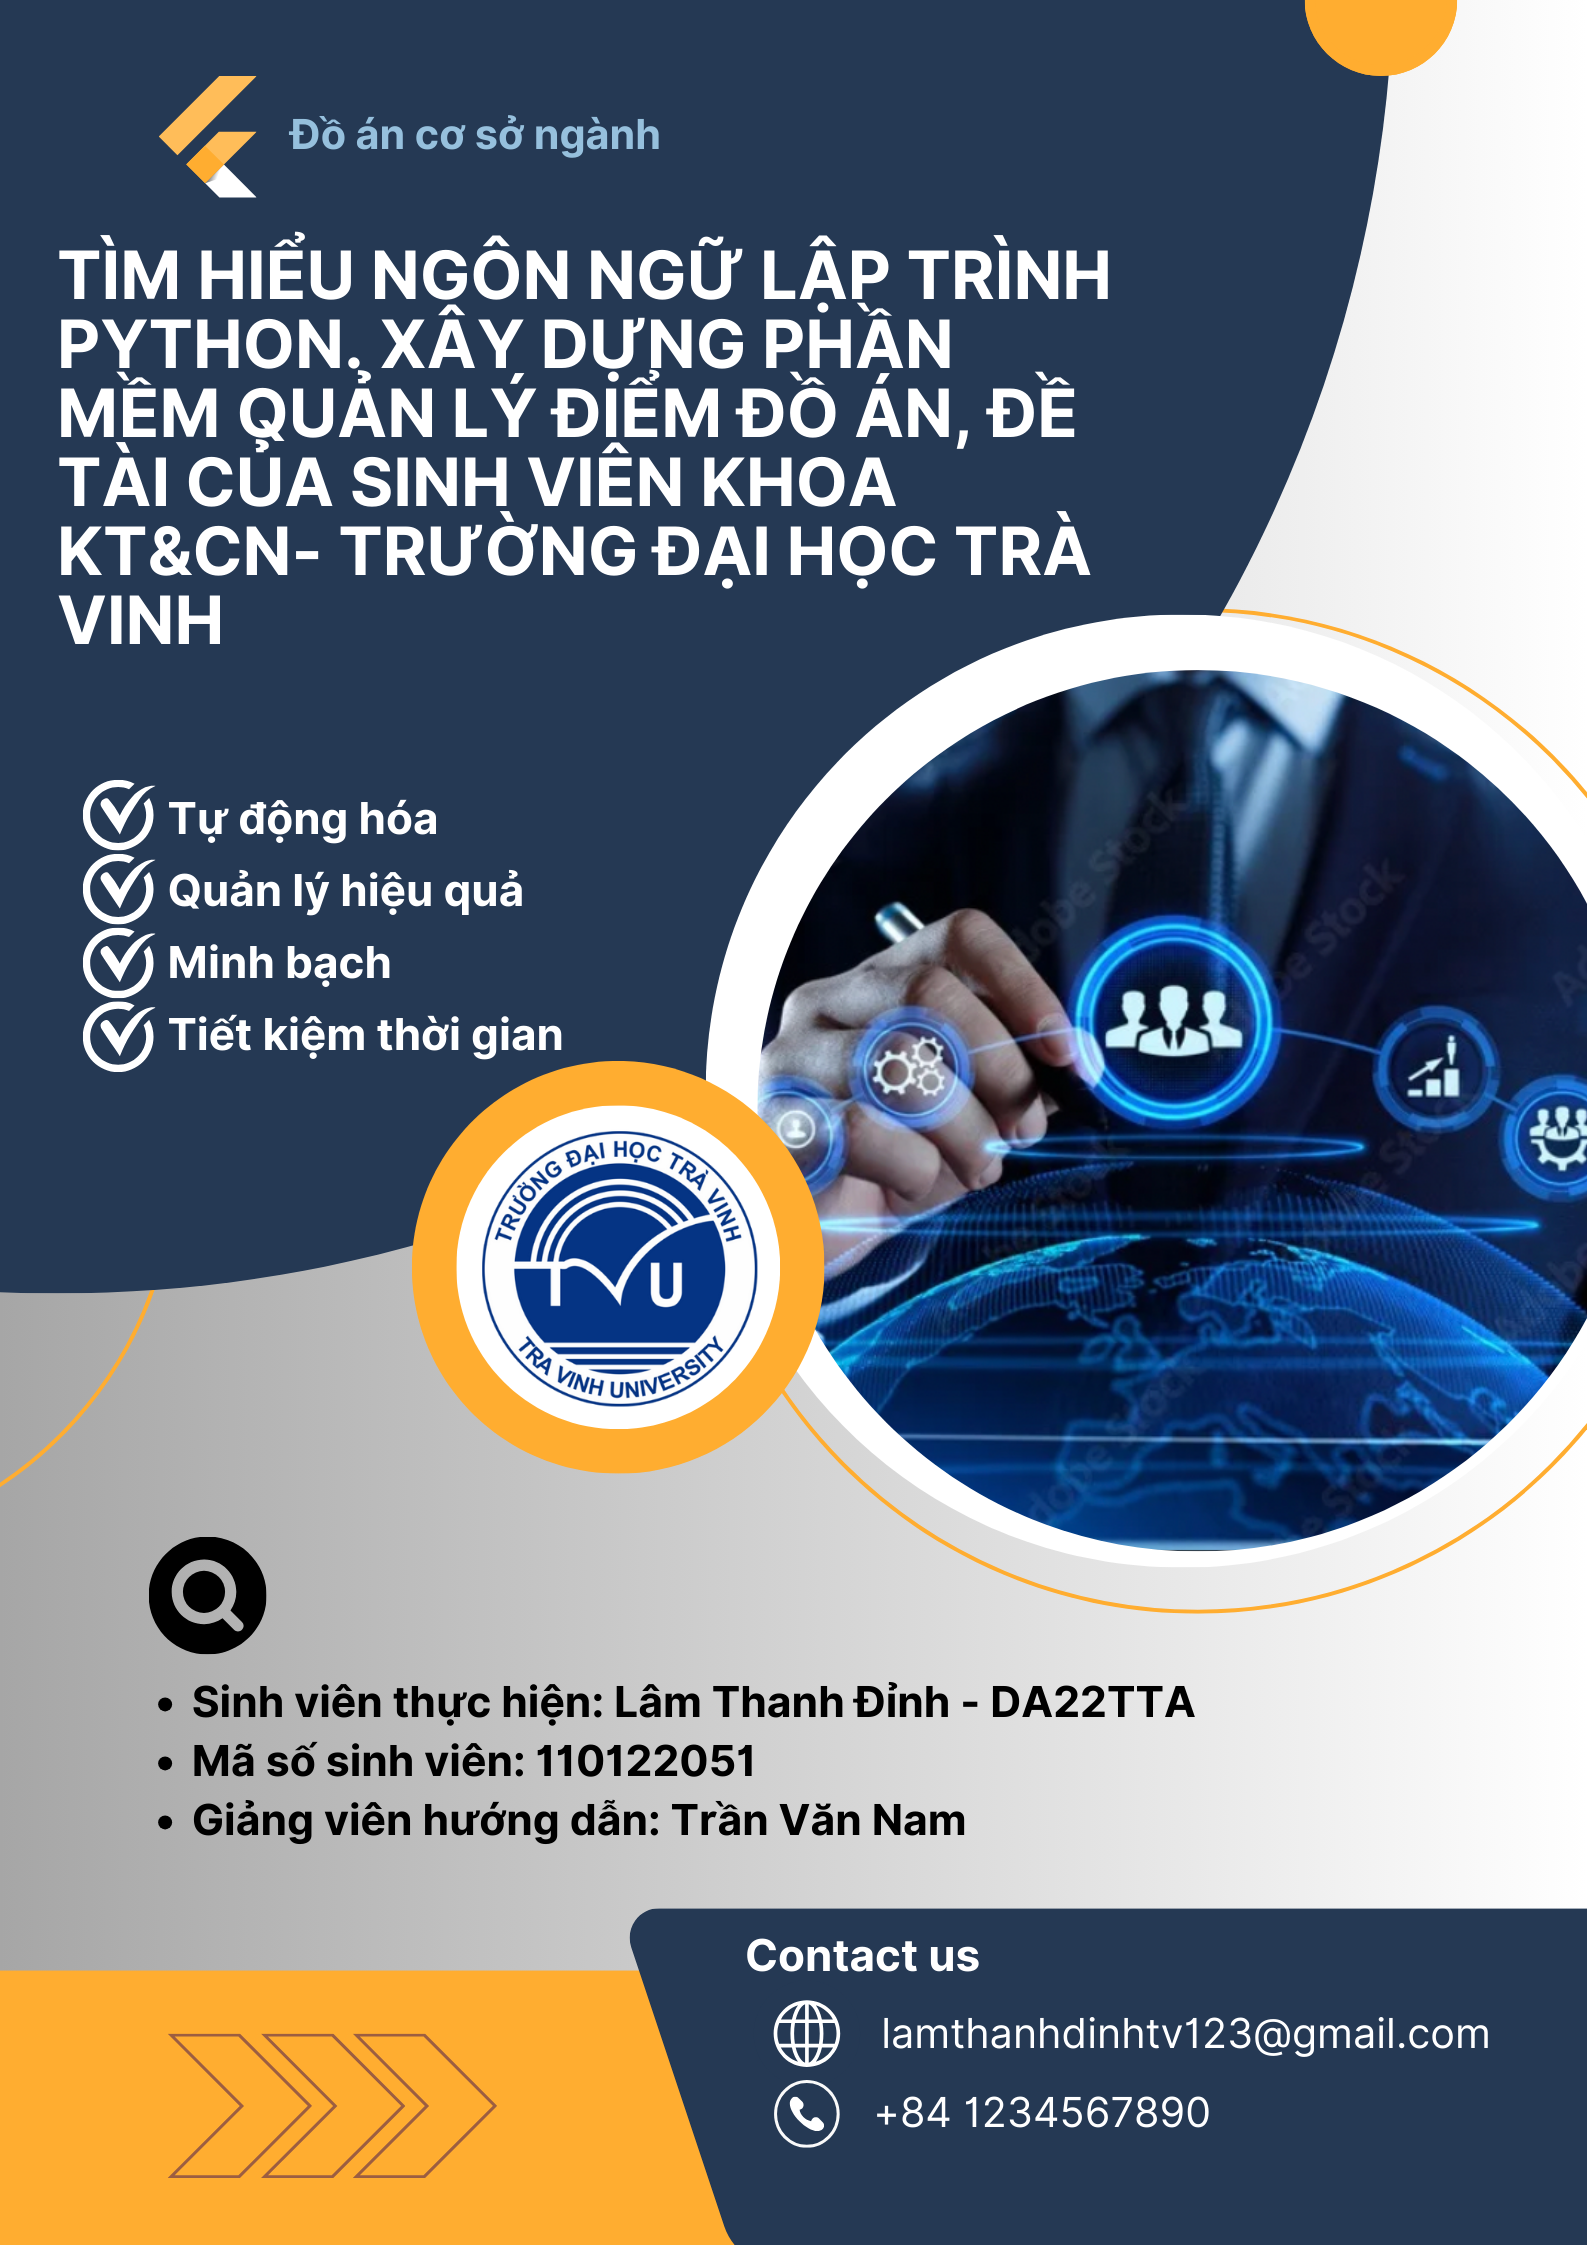 Đồ án cơ sở ngành
TÌM HIỂU NGÔN NGỮ LẬP TRÌNH
PYTHON. XÂY DỰNG PHẦN
MỀM QUẢN LÝ ĐIỂM ĐỒ ÁN, ĐỀ
TÀI CỦA SINH VIÊN KHOA
KT&CN- TRƯỜNG ĐẠI HỌC TRÀ
VINH
Tự động hóa
Quản lý hiệu quả
Minh bạch
Tiết kiệm thời gian
Adobe Stock
TRƯỜNG ĐẠI HỌC TRÀ VINH
TVU
TRA VINH UNIVERSITY
Sinh viên thực hiện: Lâm Thanh Đỉnh - DA22TTA
Mã số sinh viên: 110122051
Giảng viên hướng dẫn: Trần Văn Nam
Contact us
lamthanhdinhtv123@gmail.com
+84 1234567890